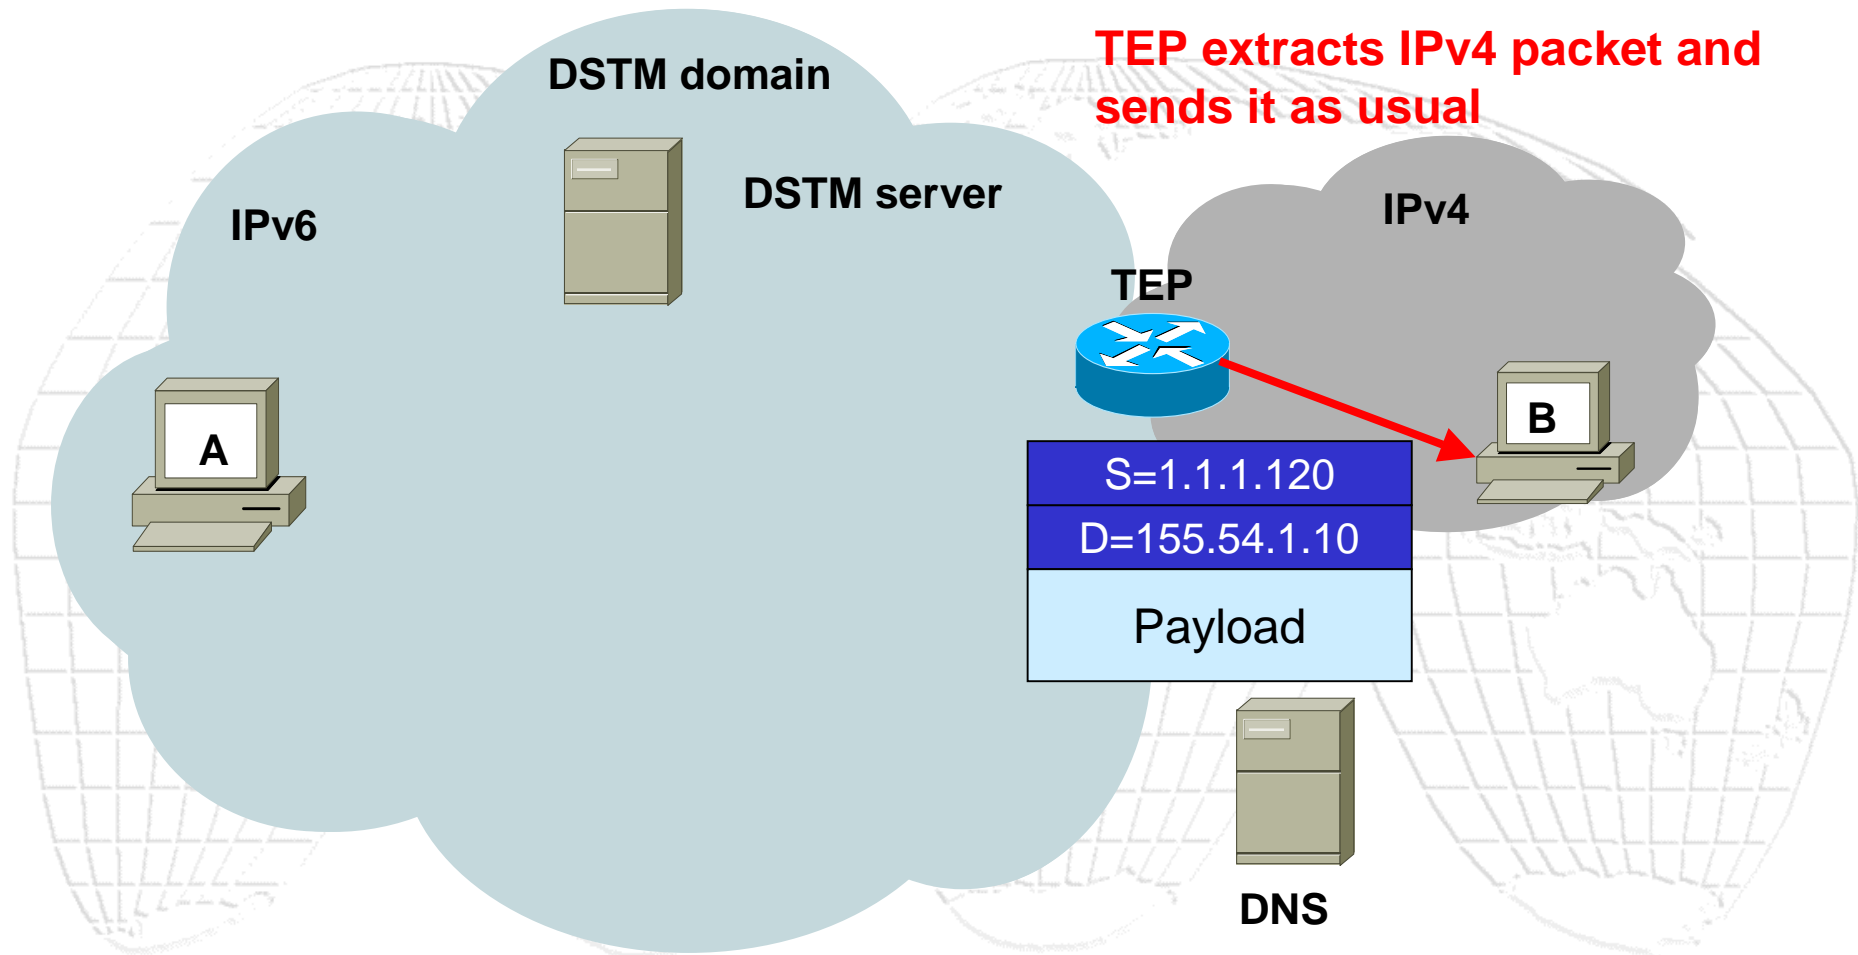 TEP extracts IPv4 packet and
sends it as usual
DSTM domain
DSTM server
IPv6
IPv4
TEP
A
B
S=1.1.1.120
D=155.54.1.10
Payload
DNS